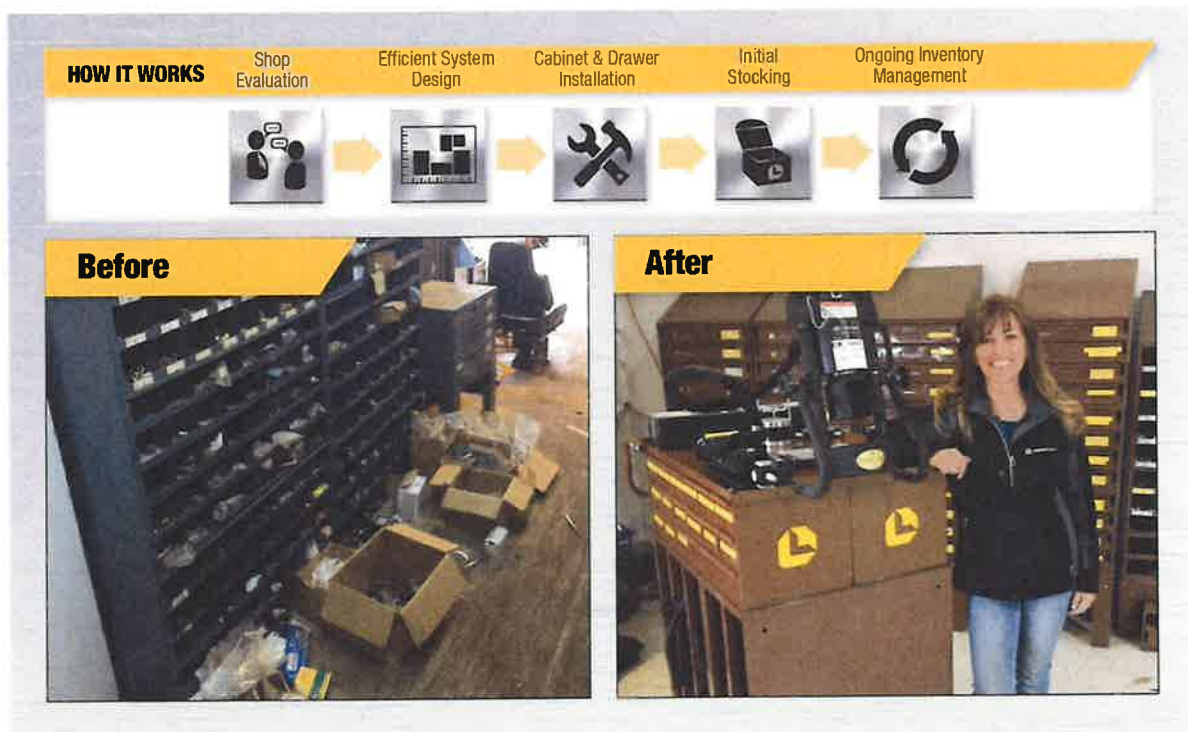 HOW IT WORKS
Shop
Evaluation
Efficient System
Design
Cabinet & Drawer
Installation
Initial
Stocking
Ongoing Inventory
Management
Before
After